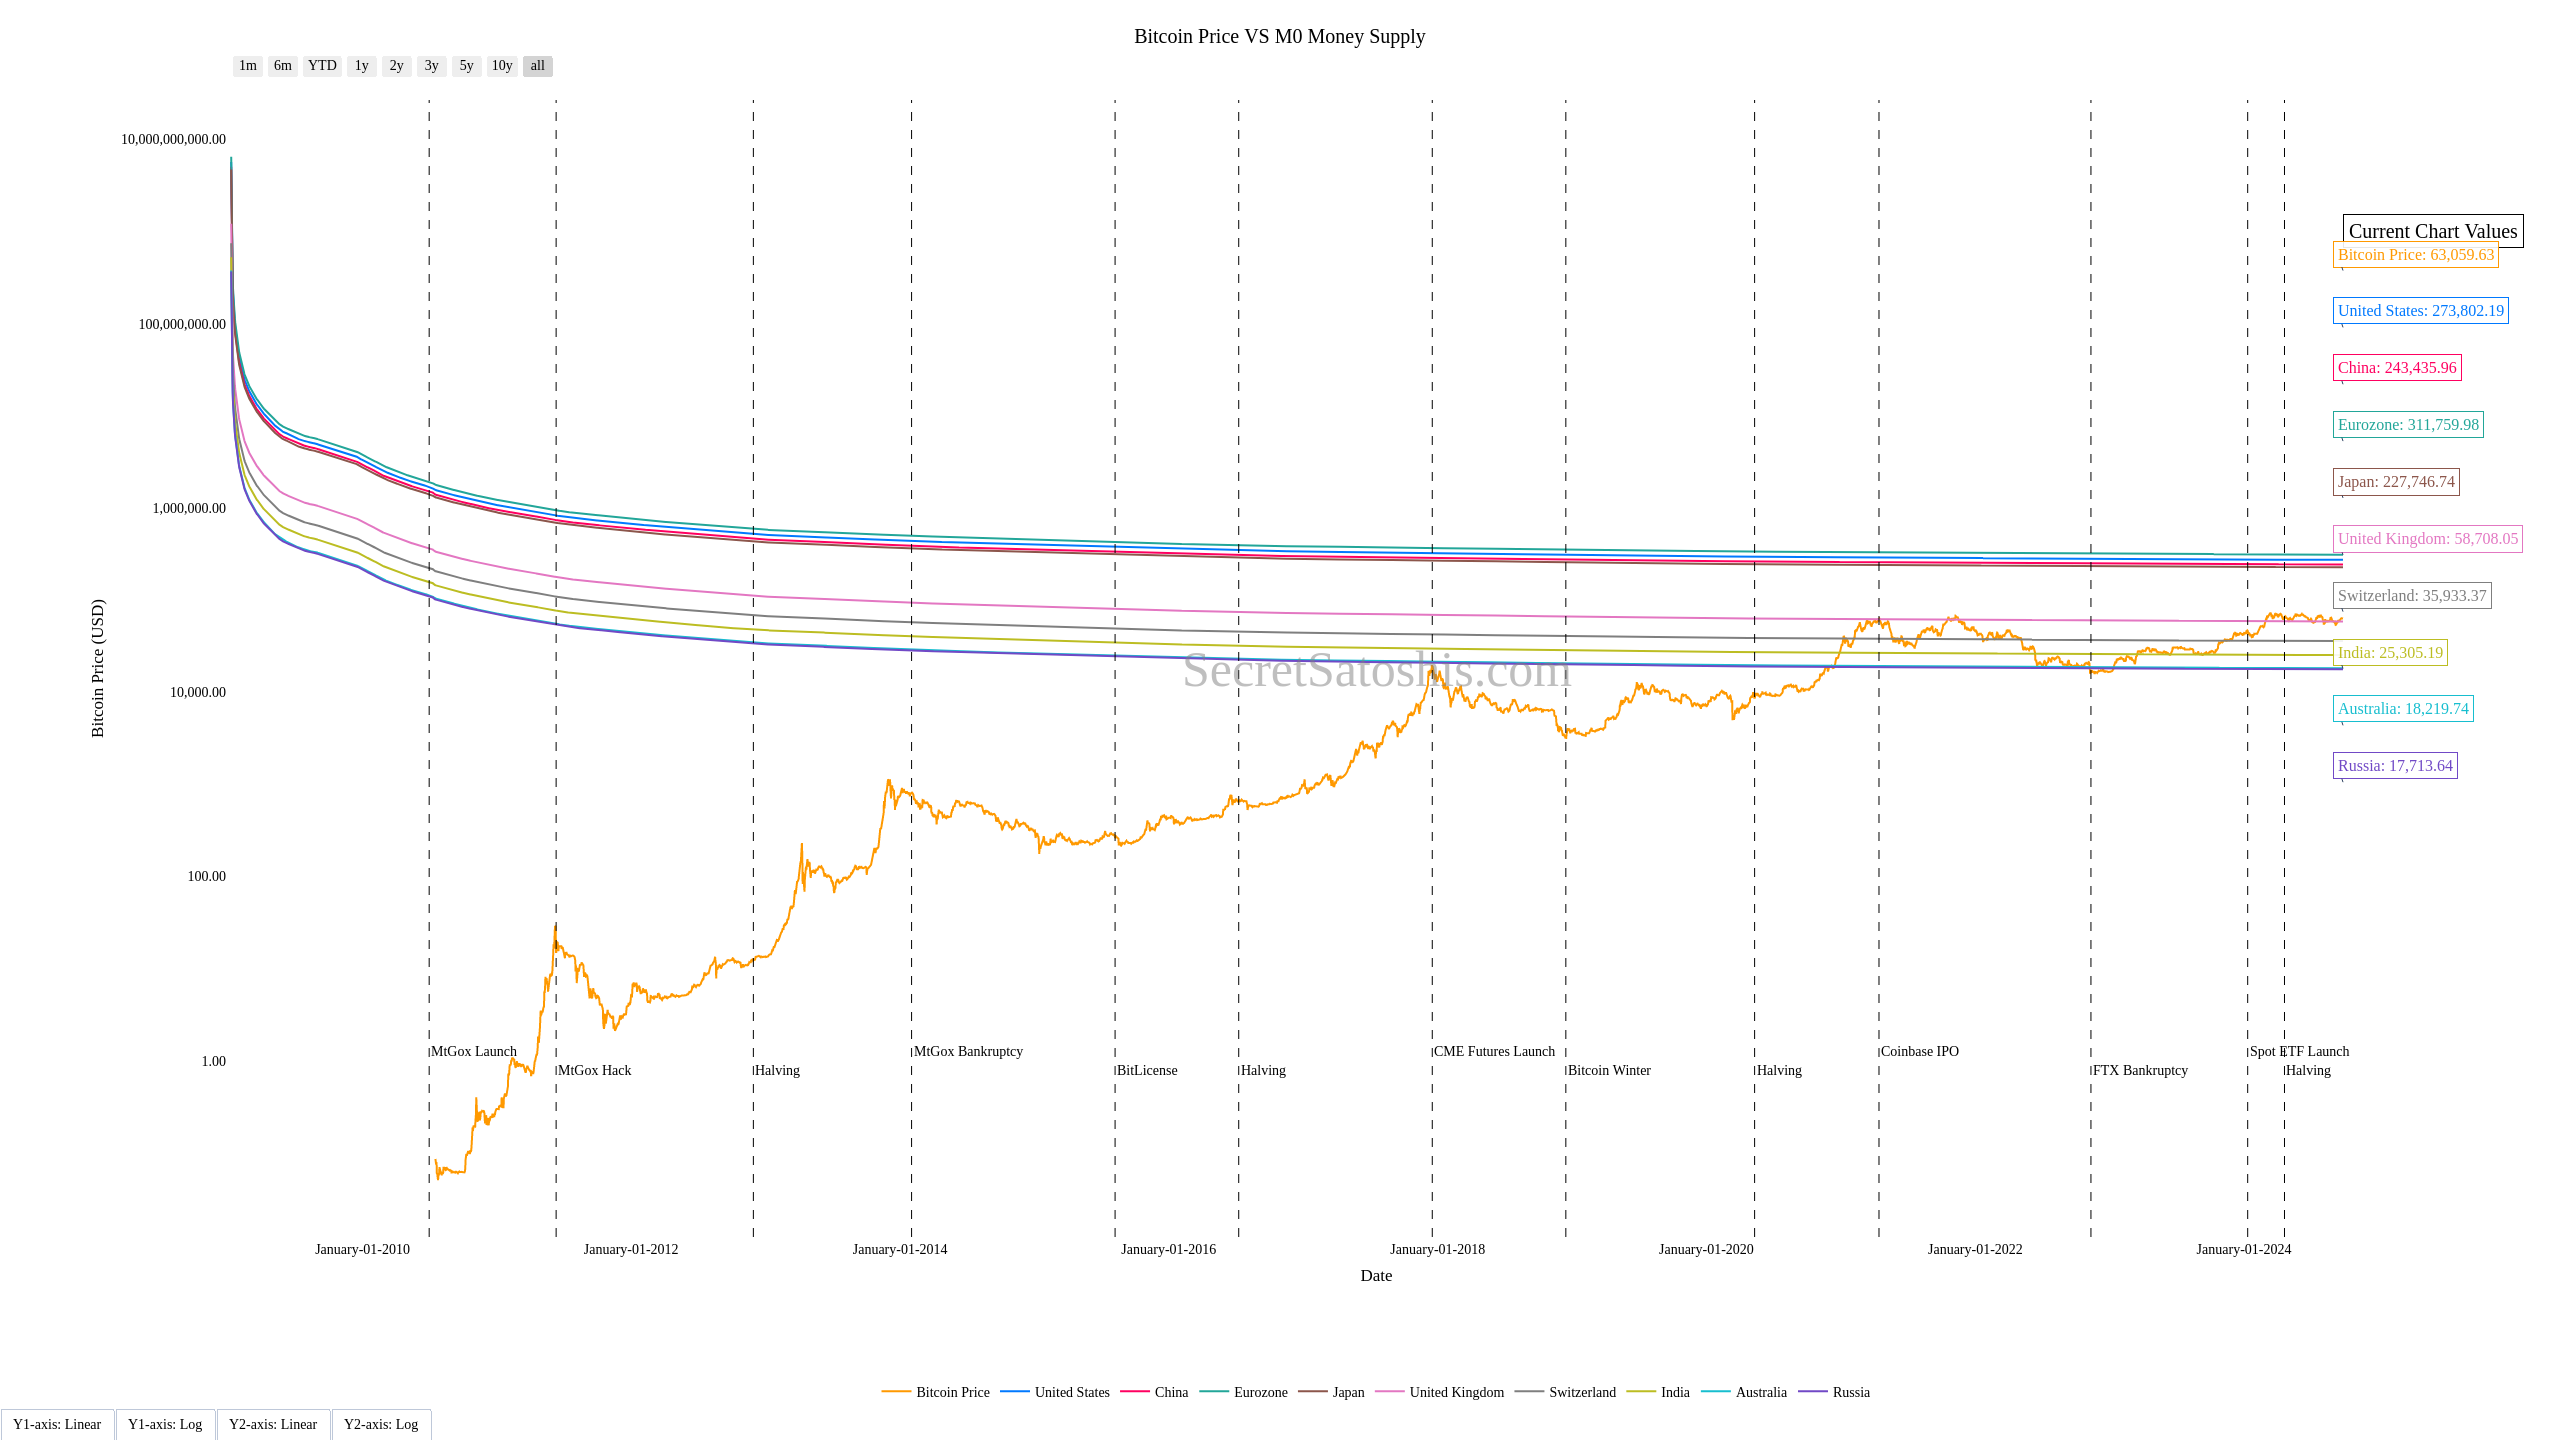 Bitcoin Price VS M0 Money Supply
1m 6m YTD 1y 2y 3y 5y 10y all
10,000,000,000.00
100,000,000.00
1,000,000.00
10,000.00
100.00
1.00
Bitcoin Price (USD)
Current Chart Values
Bitcoin Price: 63,059.63
United States: 273,802.19
China: 243,435.96
Eurozone: 311,759.98
Japan: 227,746.74
United Kingdom: 58,708.05
Switzerland: 35,933.37
India: 25,305.19
Australia: 18,219.74
Russia: 17,713.64
SecretSatoshis.com
MtGox Launch
MtGox Hack
Halving
MtGox Bankruptcy
BitLicense
Halving
CME Futures Launch
Bitcoin Winter
Halving
Coinbase IPO
FTX Bankruptcy
Spot ETF Launch
Halving
January-01-2010 January-01-2012 January-01-2014 January-01-2016 January-01-2018 January-01-2020 January-01-2022 January-01-2024
Date
Bitcoin Price United States China Eurozone Japan United Kingdom Switzerland India Australia Russia
Y1-axis: Linear Y1-axis: Log Y2-axis: Linear Y2-axis: Log